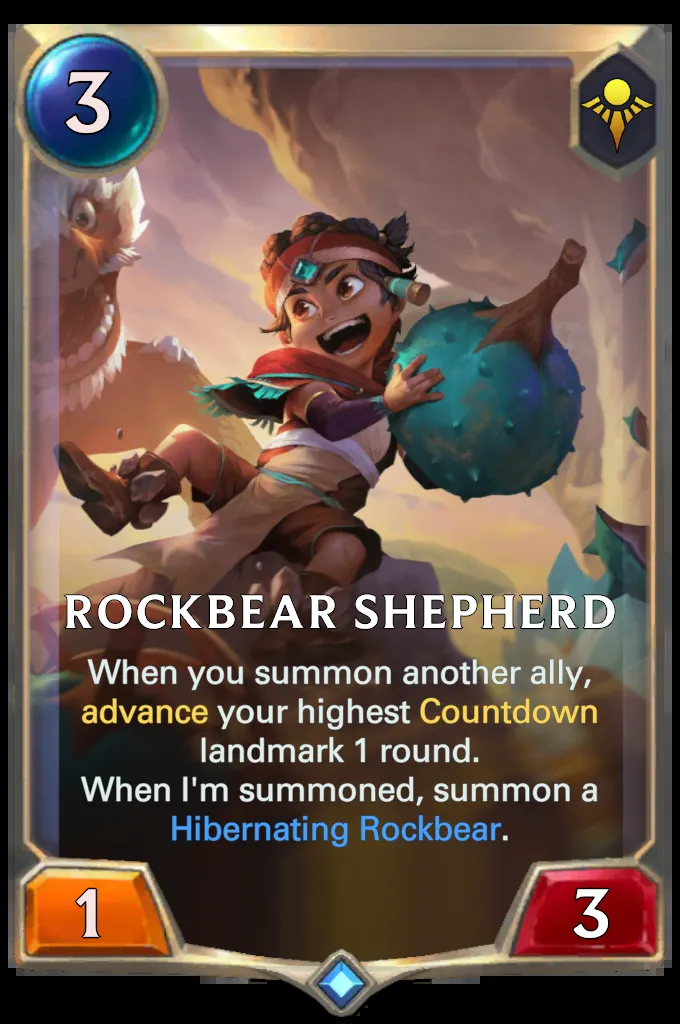 3
ROCKBEAR SHEPHERD
When you summon another ally,
advance your highest Countdown
landmark 1 round.
When I'm summoned, summon a
Hibernating Rockbear.
1
3